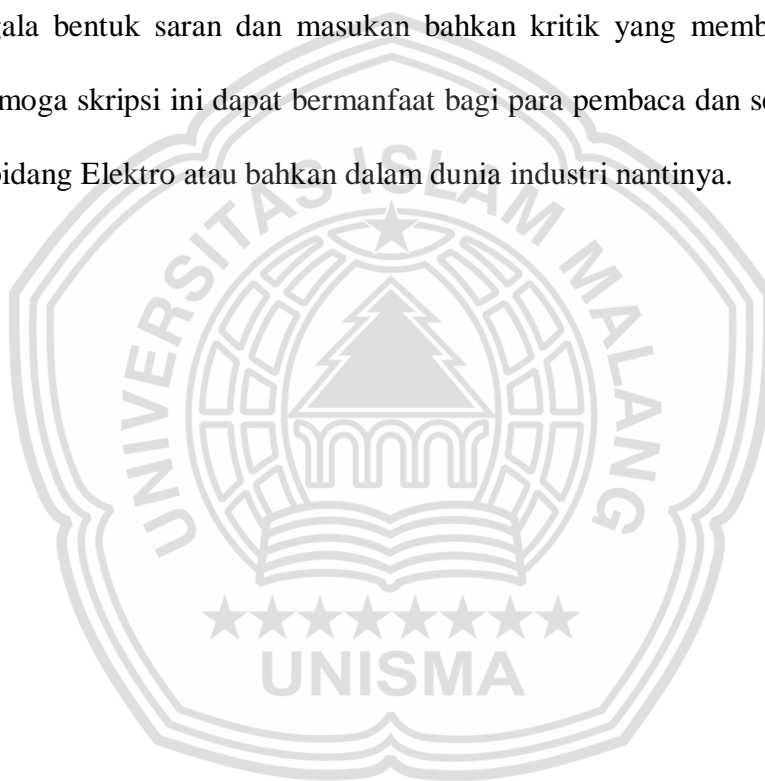 gala bentuk saran dan masukan bahkan kritik yang memb
moga skripsi ini dapat bermanfaat bagi para pembaca dan s
bidang Elektro atau bahkan dalam dunia industri nantinya.
UNIVERSITAS ISLAM MALANG
UNISMA